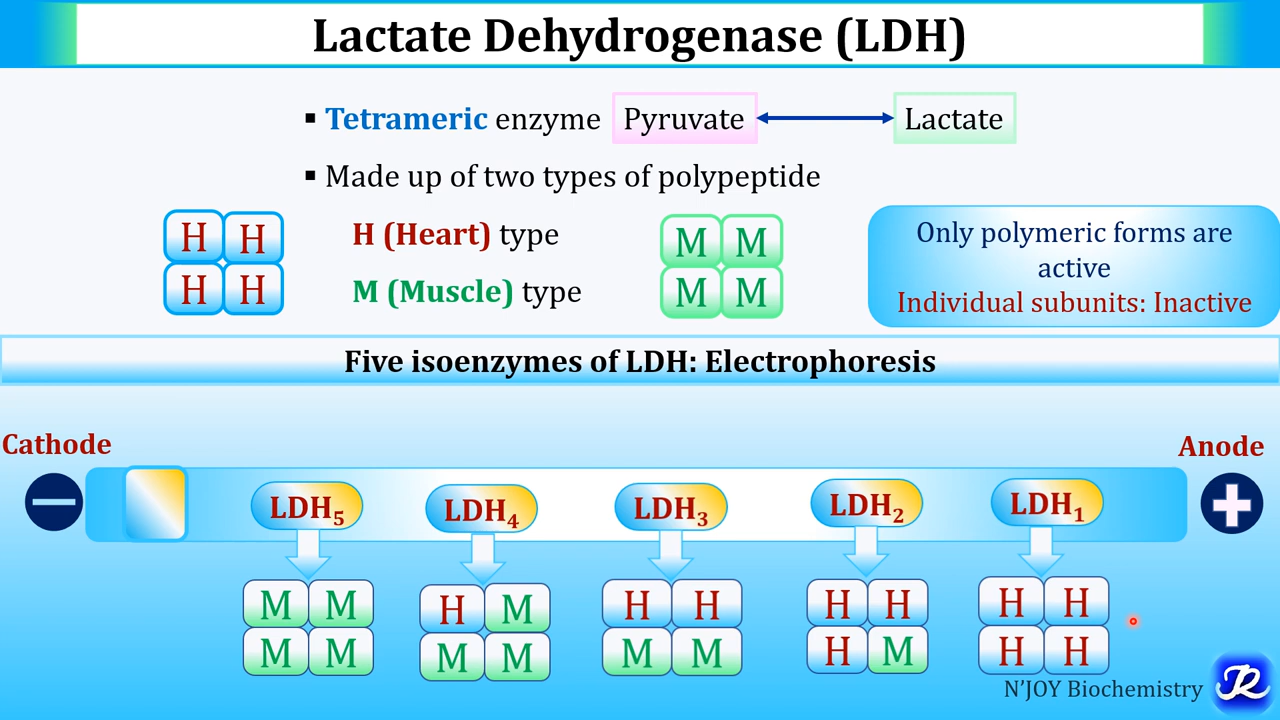 Lactate Dehydrogenase (LDH)
▪ Tetrameric enzyme Pyruvate Lactate
▪ Made up of two types of polypeptide
H H
H H
H (Heart) type
M (Muscle) type
M M
M M
Only polymeric forms are
active
Individual subunits: Inactive
Five isoenzymes of LDH: Electrophoresis
Cathode
Anode
−
+
LDH₅ LDH₄ LDH₃ LDH₂ LDH₁
M M H M H H H H H H
M M M M M M H M H H
N'JOY Biochemistry
JR